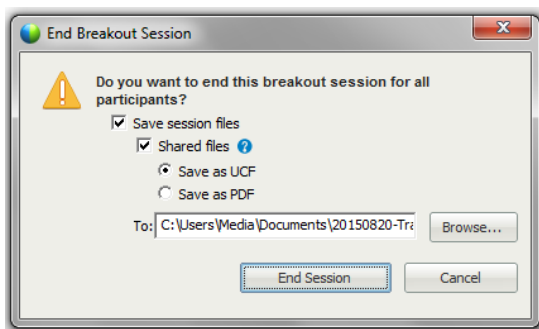 End Breakout Session
Do you want to end this breakout session for all
participants?
Save session files
Shared files ?
Save as UCF
Save as PDF
To: C:\Users\Media\Documents\20150820-Tra Browse...
End Session Cancel